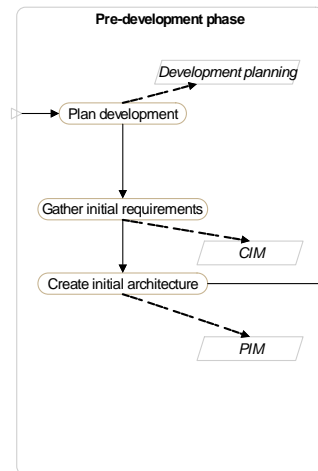 Pre-development phase
Development planning
Plan development
Gather initial requirements
CIM
Create initial architecture
PIM